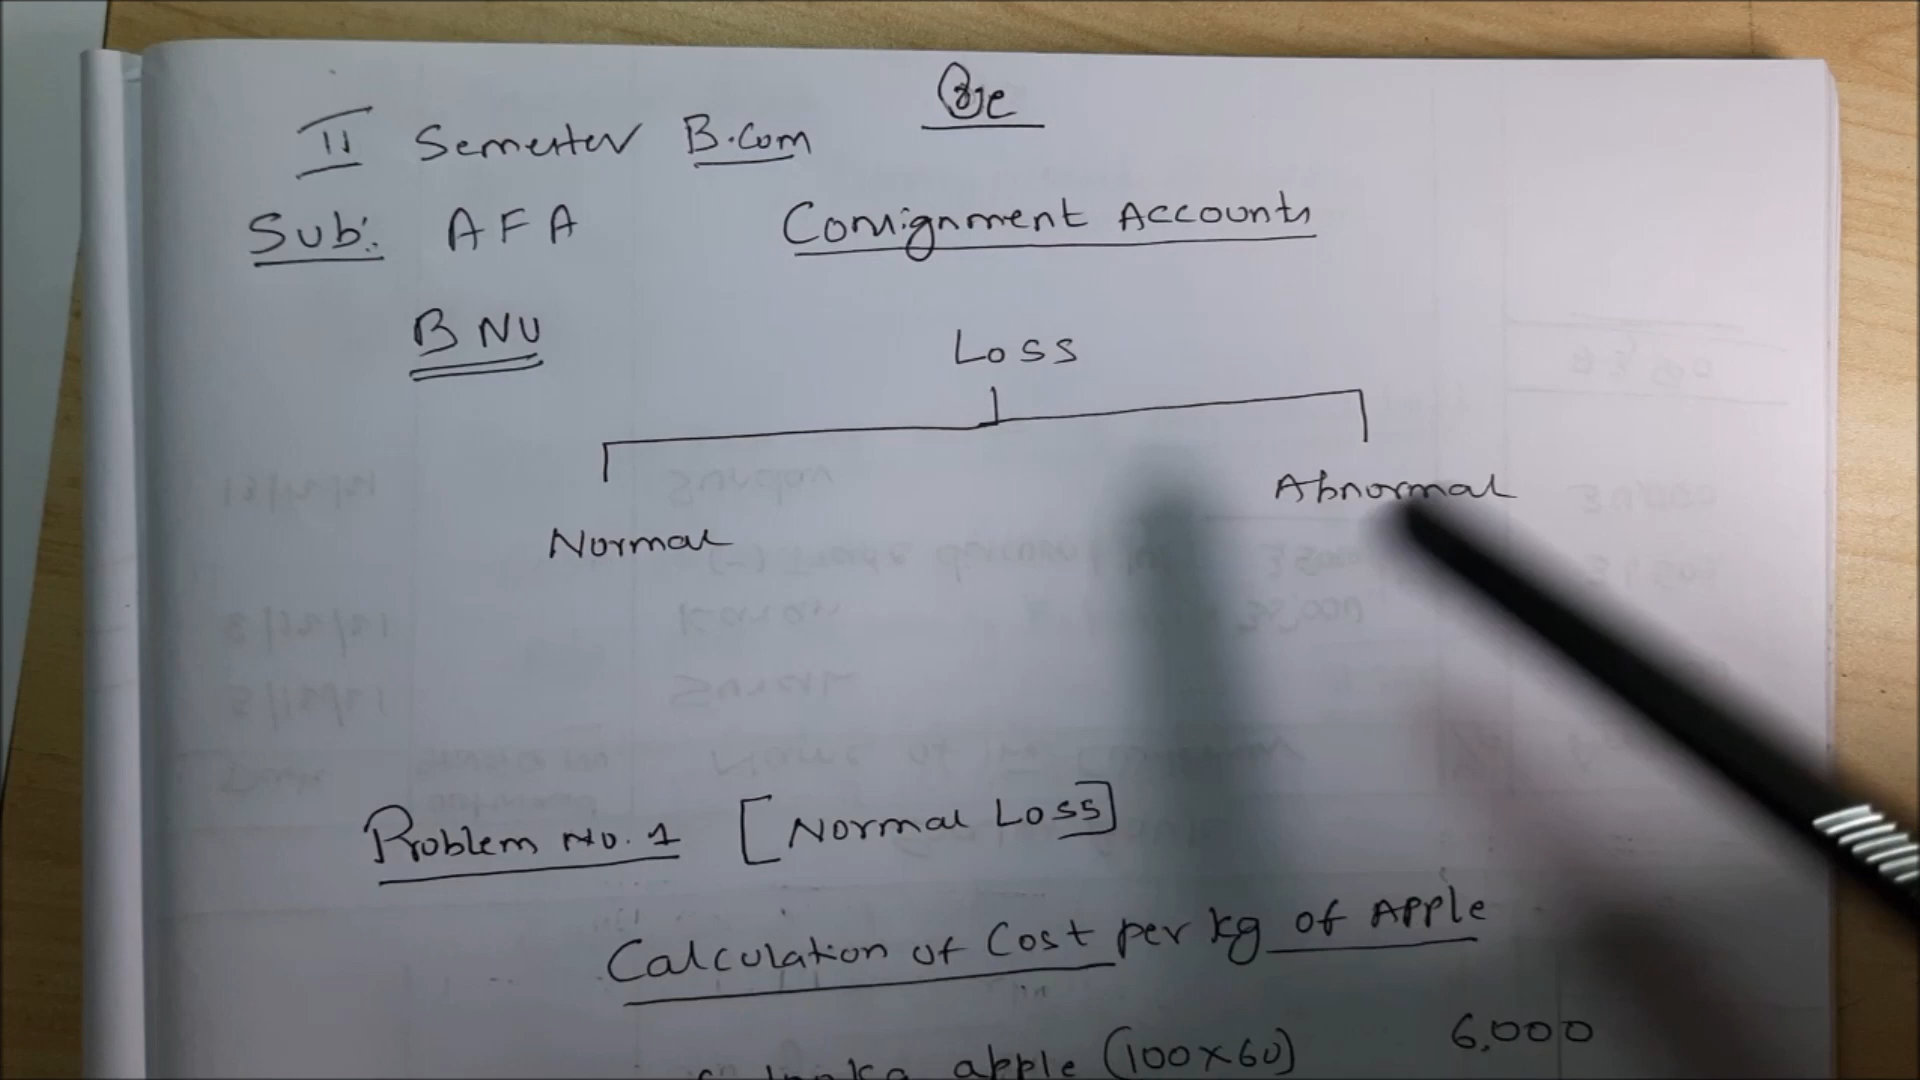 II Semester B.Com
Sub: AFA Consignment Accounts
BNU
Loss
Normal Abnormal
Problem No. 1 [Normal Loss]
Calculation of Cost per kg of Apple
apple (100x60) 6,000